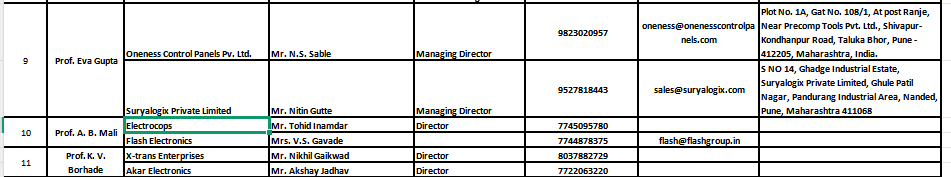 9
Prof. Eva Gupta
Oneness Control Panels Pv. Ltd.
Mr. N.S. Sable
Managing Director
9823020957
oneness@onenesscontrolpa
nels.com
Plot No. 1A, Gat No. 108/1, At post Ranje,
Near Precomp Tools Pvt. Ltd., Shivapur-
Kondhanpur Road, Taluka Bhor, Pune -
412205, Maharashtra, India.
Suryalogix Private Limited
Mr. Nitin Gutte
Managing Director
9527818443
sales@suryalogix.com
S NO 14, Ghadge Industrial Estate,
Suryalogix Private Limited, Ghule Patil
Nagar, Pandurang Industrial Area, Nanded,
Pune, Maharashtra 411068
10
Prof. A. B. Mali
Electrocops
Mr. Tohid Inamdar
Director
7745095780
Flash Electronics
Mrs. V.S. Gavade
7744878375
flash@flashgroup.in
11
Prof. K. V.
Borhade
X-trans Enterprises
Mr. Nikhil Gaikwad
Director
8037882729
Akar Electronics
Mr. Akshay Jadhav
Director
7722063220